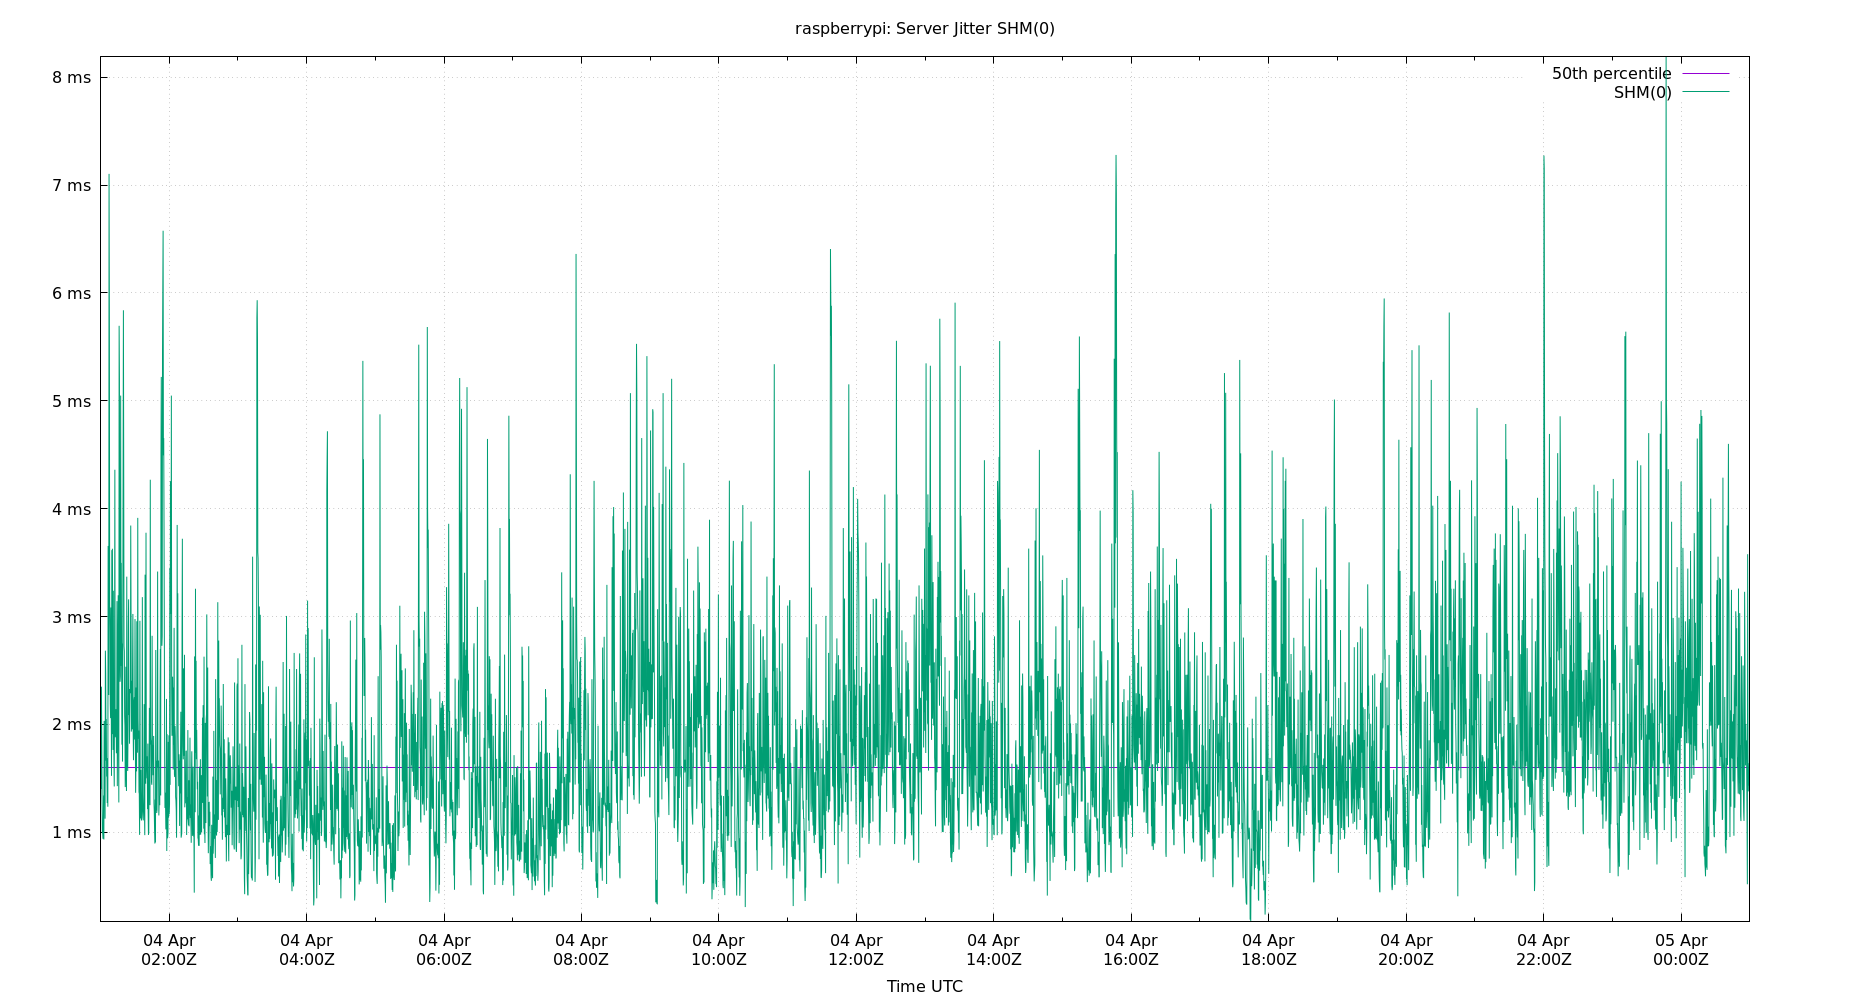 raspberrypi: Server Jitter SHM(0)
50th percentile
SHM(0)
8 ms
7 ms
6 ms
5 ms
4 ms
3 ms
2 ms
1 ms
04 Apr 04 Apr 04 Apr 04 Apr 04 Apr 04 Apr 04 Apr 04 Apr 04 Apr 04 Apr 04 Apr 05 Apr
02:00Z 04:00Z 06:00Z 08:00Z 10:00Z 12:00Z 14:00Z 16:00Z 18:00Z 20:00Z 22:00Z 00:00Z
Time UTC